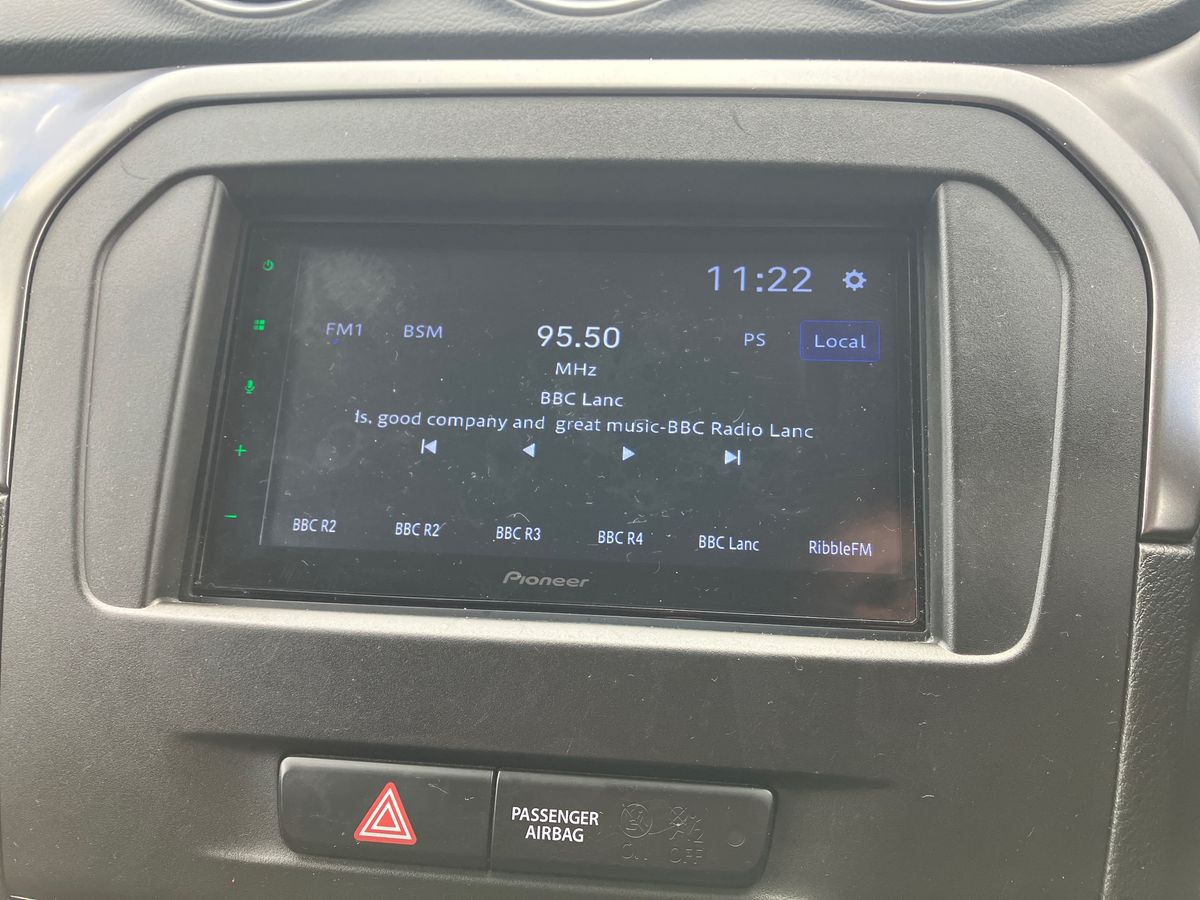 11:22
FM1 BSM 95.50 PS Local
MHz
BBC Lanc
ls, good company and great music-BBC Radio Lanc
BBC R2 BBC R2 BBC R3 BBC R4 BBC Lanc RibbleFM
Pioneer
PASSENGER
AIRBAG
ON OFF